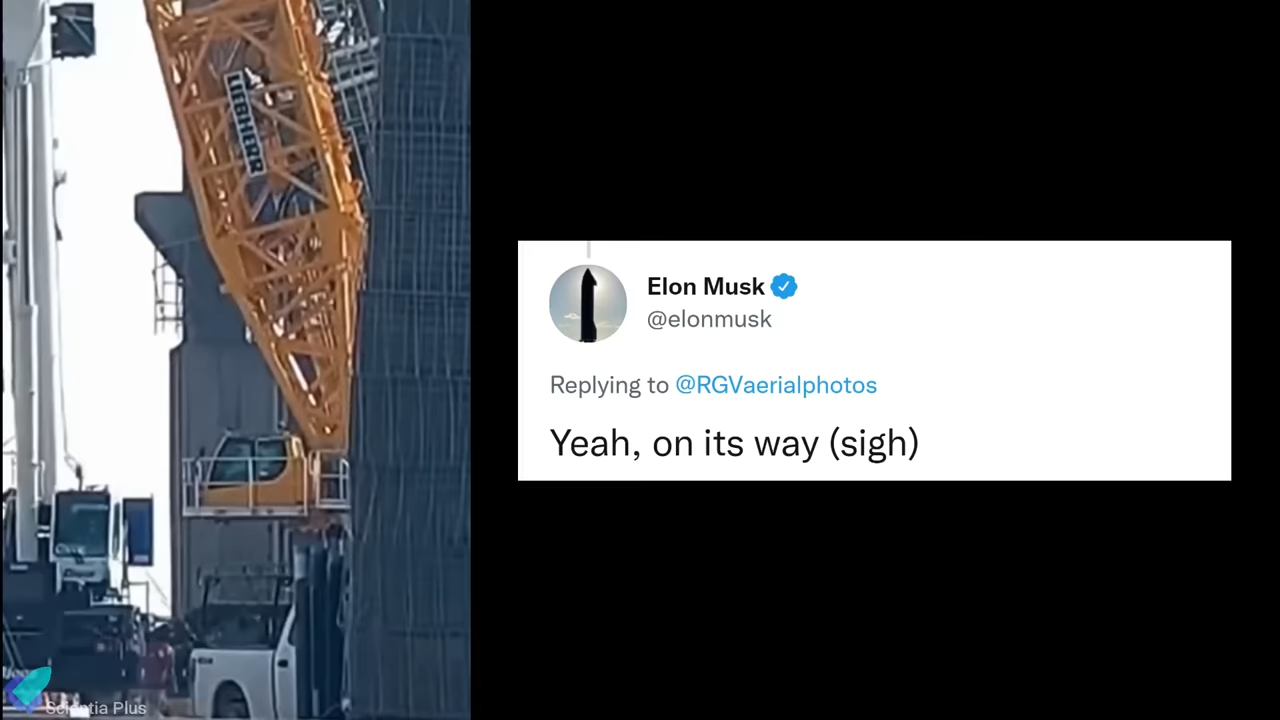 LIEBHERR
Elon Musk
@elonmusk
Replying to @RGVaerialphotos
Yeah, on its way (sigh)
Scientia Plus